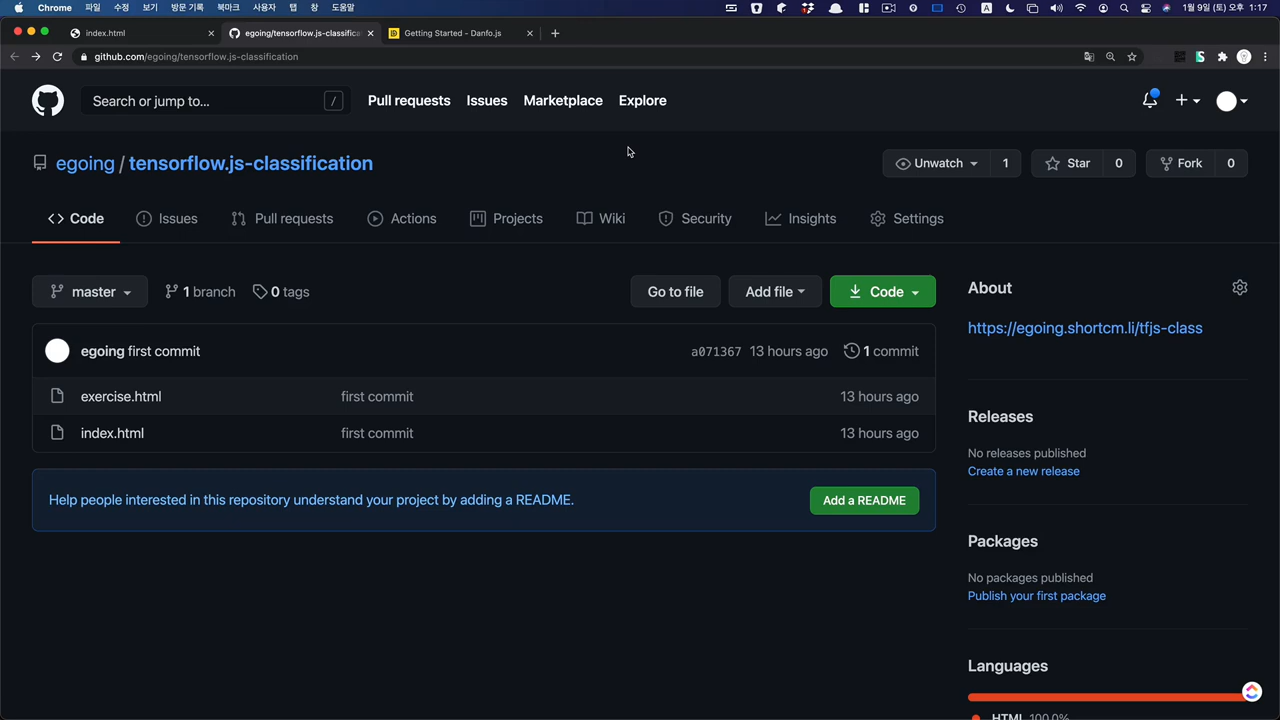 Chrome 파일 수정 보기 방문 기록 북마크 사용자 탭 창 도움말 A 1월 9일 (토) 오후 1:17
index.html egoing/tensorflow.js-classifica Getting Started - Danfo.js
github.com/egoing/tensorflow.js-classification
Search or jump to... / Pull requests Issues Marketplace Explore
egoing / tensorflow.js-classification Unwatch 1 Star 0 Fork 0
Code Issues Pull requests Actions Projects Wiki Security Insights Settings
master 1 branch 0 tags Go to file Add file Code
About
https://egoing.shortcm.li/tfjs-class
egoing first commit a071367 13 hours ago 1 commit
exercise.html first commit 13 hours ago
index.html first commit 13 hours ago
Help people interested in this repository understand your project by adding a README. Add a README
Releases
No releases published
Create a new release
Packages
No packages published
Publish your first package
Languages
HTML 100.0%